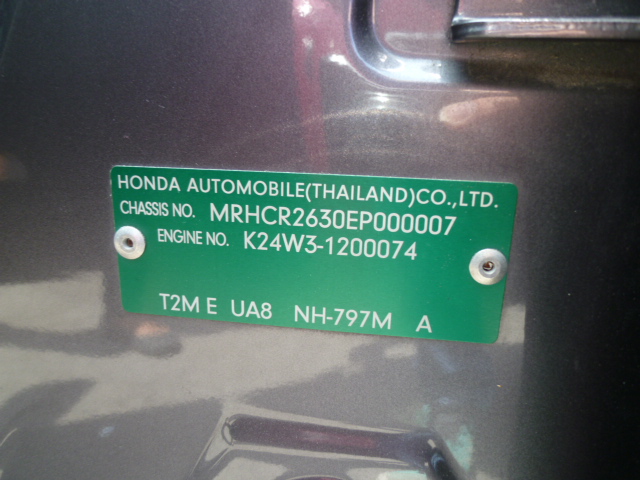 HONDA AUTOMOBILE(THAILAND)CO.,LTD.
CHASSIS NO. MRHCR2630EP000007
ENGINE NO. K24W3-1200074
T2M E UA8 NH-797M A